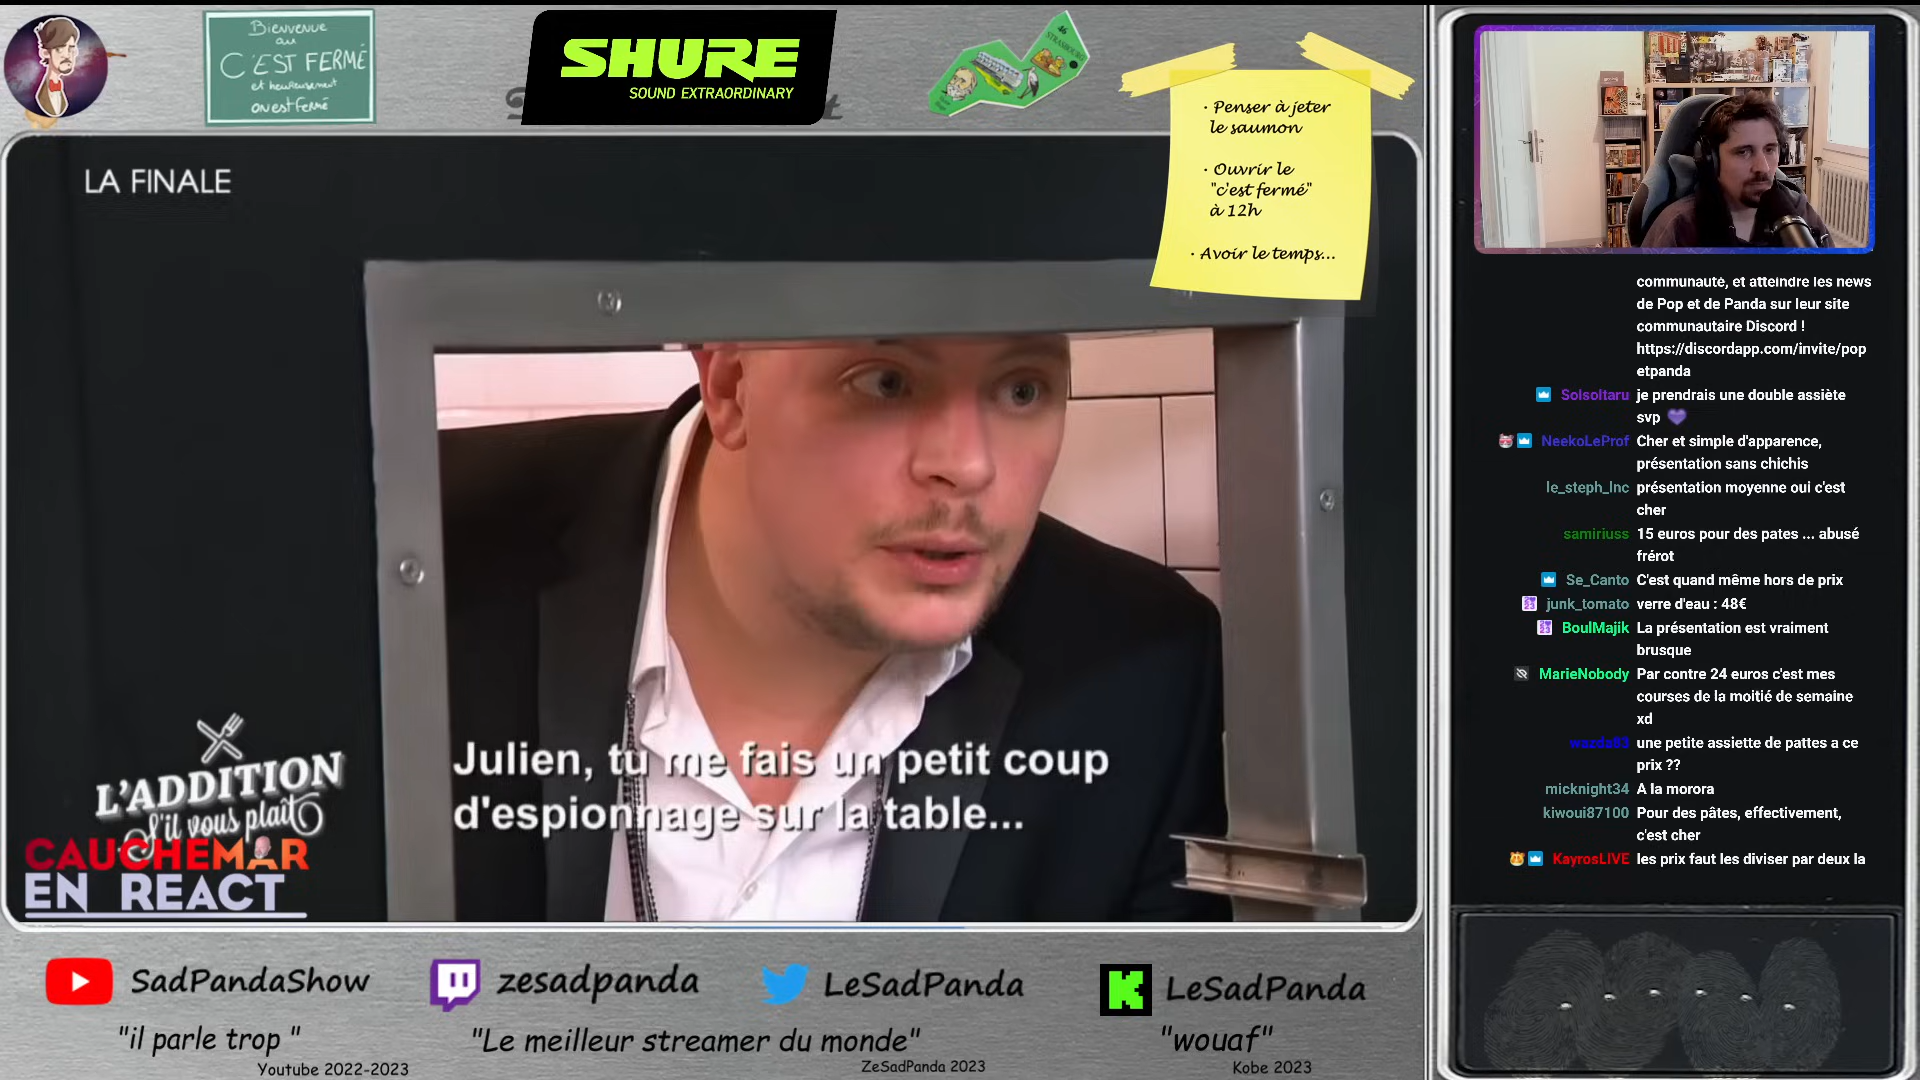 Bienvenue
au
C'EST FERMÉ
et heureusement
on est fermé
SHURE
SOUND EXTRAORDINARY
STRASBOURG
· Penser à jeter
le saumon
· Ouvrir le
"c'est fermé"
à 12h
· Avoir le temps...
LA FINALE
Julien, tu me fais un petit coup
d'espionnage sur la table...
L'ADDITION
S'il vous plaît
CAUCHEMAR
EN REACT
SadPandaShow
"il parle trop "
Youtube 2022-2023
zesadpanda
"Le meilleur streamer du monde"
ZeSadPanda 2023
LeSadPanda
LeSadPanda
"wouaf"
Kobe 2023
communauté, et atteindre les news
de Pop et de Panda sur leur site
communautaire Discord !
https://discordapp.com/invite/pop
etpanda
Solsoltaru je prendrais une double assiète
svp
NeekoLeProf Cher et simple d'apparence,
présentation sans chichis
le_steph_Inc présentation moyenne oui c'est
cher
samiriuss 15 euros pour des pates ... abusé
frérot
Se_Canto C'est quand même hors de prix
junk_tomato verre d'eau : 48€
BoulMajik La présentation est vraiment
brusque
MarieNobody Par contre 24 euros c'est mes
courses de la moitié de semaine
xd
wazda83 une petite assiette de pattes a ce
prix ??
micknight34 A la morora
kiwoui87100 Pour des pâtes, effectivement,
c'est cher
KayrosLIVE les prix faut les diviser par deux la